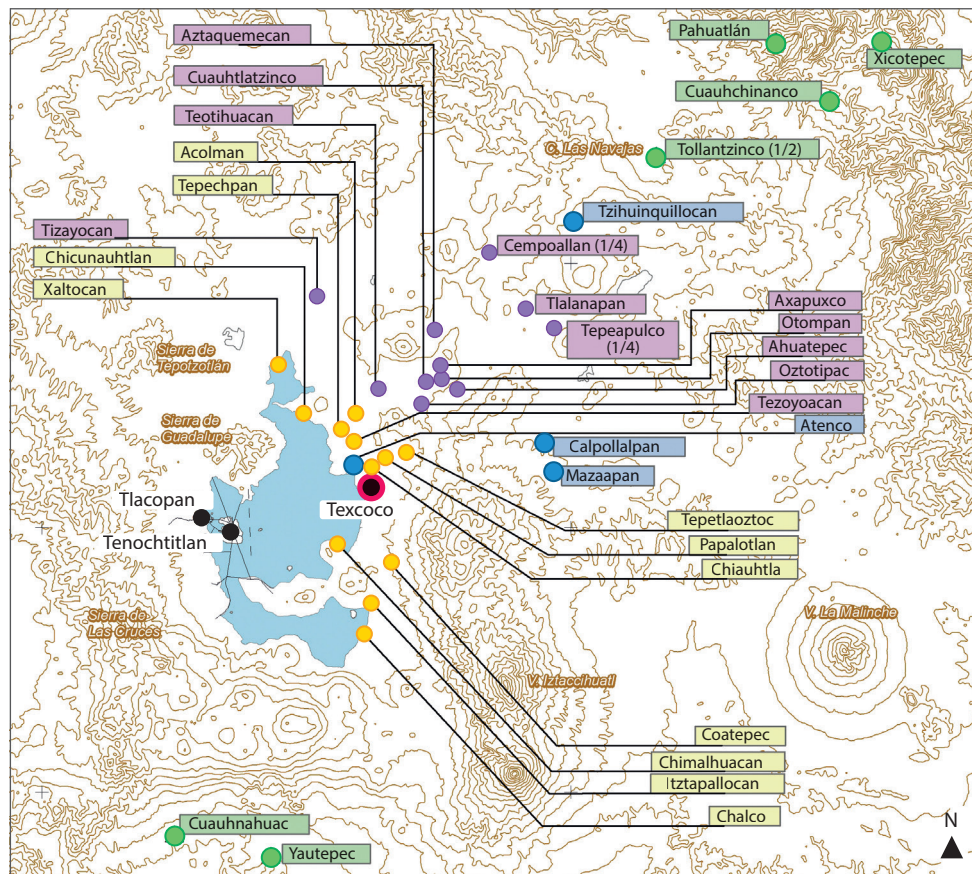 Aztaquemecan
Pahuatlán
Xicotepec
Cuauhtlatzinco
Cuauhchinanco
Teotihuacan
Acolman
C. Las Navajas
Tollantzinco (1/2)
Tepechpan
Tzihuinquillocan
Tizayocan
Cempoallan (1/4)
Chicunauhtlan
Xaltocan
Tlalanapan
Axapuxco
Otompan
Tepeapulco
(1/4)
Ahuatepec
Sierra de
Tepotzotlán
Oztotipac
Tezoyoacan
Sierra de
Guadalupe
Atenco
Calpollalpan
Mazaapan
Tlacopan
Texcoco
Tenochtitlan
Tepetlaoztoc
Papalotlan
Chiauhtla
Sierra de
Las Cruces
V. La Malinche
V. Iztaccihuatl
Coatepec
Chimalhuacan
Itztapallocan
Chalco
N
Cuauhnahuac
Yautepec